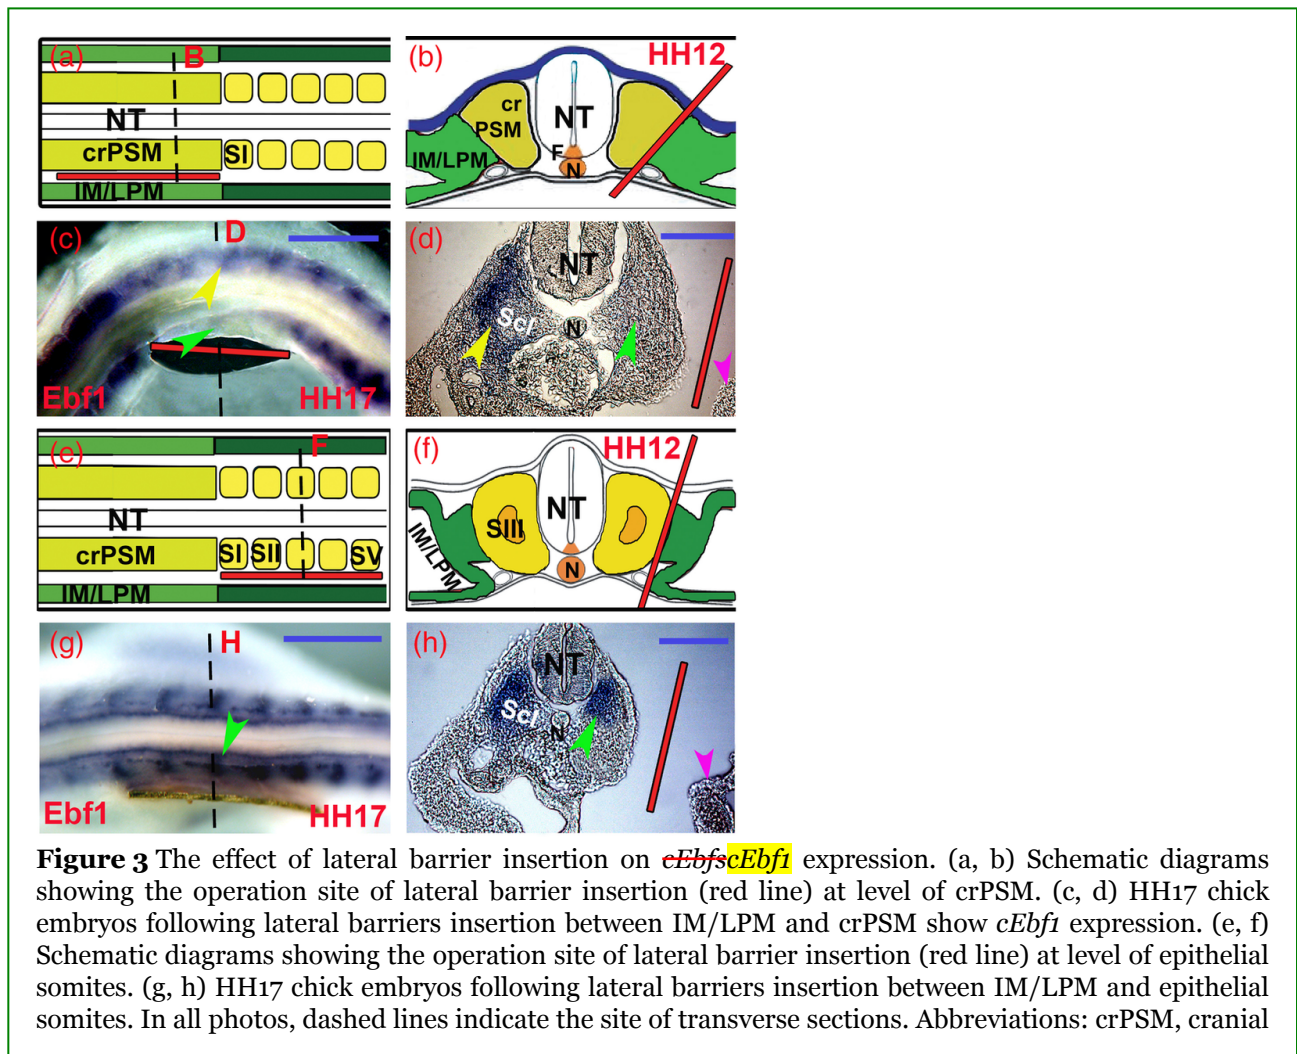 (a)
B
NT
crPSM
SI
IM/LPM
(b)
HH12
cr
PSM
NT
IM/LPM
F
N
(c)
D
Ebf1
HH17
(d)
NT
Scl
N
(e)
F
NT
crPSM
SI
SII
SV
IM/LPM
(f)
HH12
NT
SIII
IM/LPM
N
(g)
H
Ebf1
HH17
(h)
NT
Scl
N
Figure 3 The effect of lateral barrier insertion on cEbfscEbf1 expression. (a, b) Schematic diagrams
showing the operation site of lateral barrier insertion (red line) at level of crPSM. (c, d) HH17 chick
embryos following lateral barriers insertion between IM/LPM and crPSM show cEbf1 expression. (e, f)
Schematic diagrams showing the operation site of lateral barrier insertion (red line) at level of epithelial
somites. (g, h) HH17 chick embryos following lateral barriers insertion between IM/LPM and epithelial
somites. In all photos, dashed lines indicate the site of transverse sections. Abbreviations: crPSM, cranial